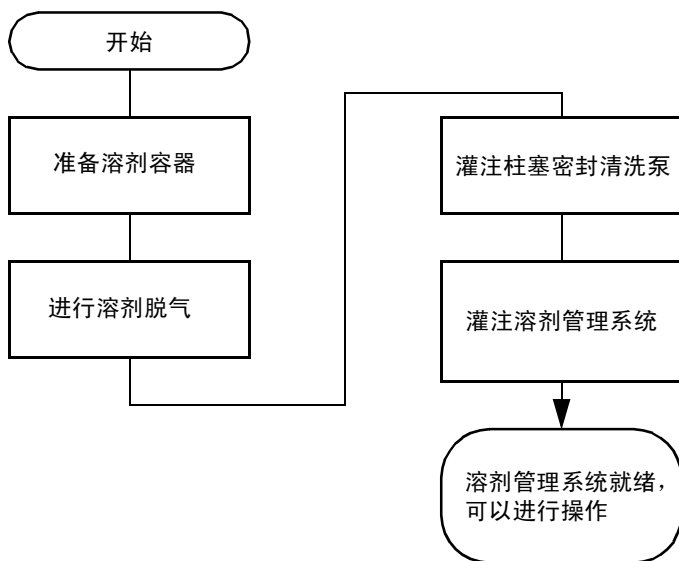 开始
准备溶剂容器
进行溶剂脱气
灌注柱塞密封清洗泵
灌注溶剂管理系统
溶剂管理系统就绪，
可以进行操作